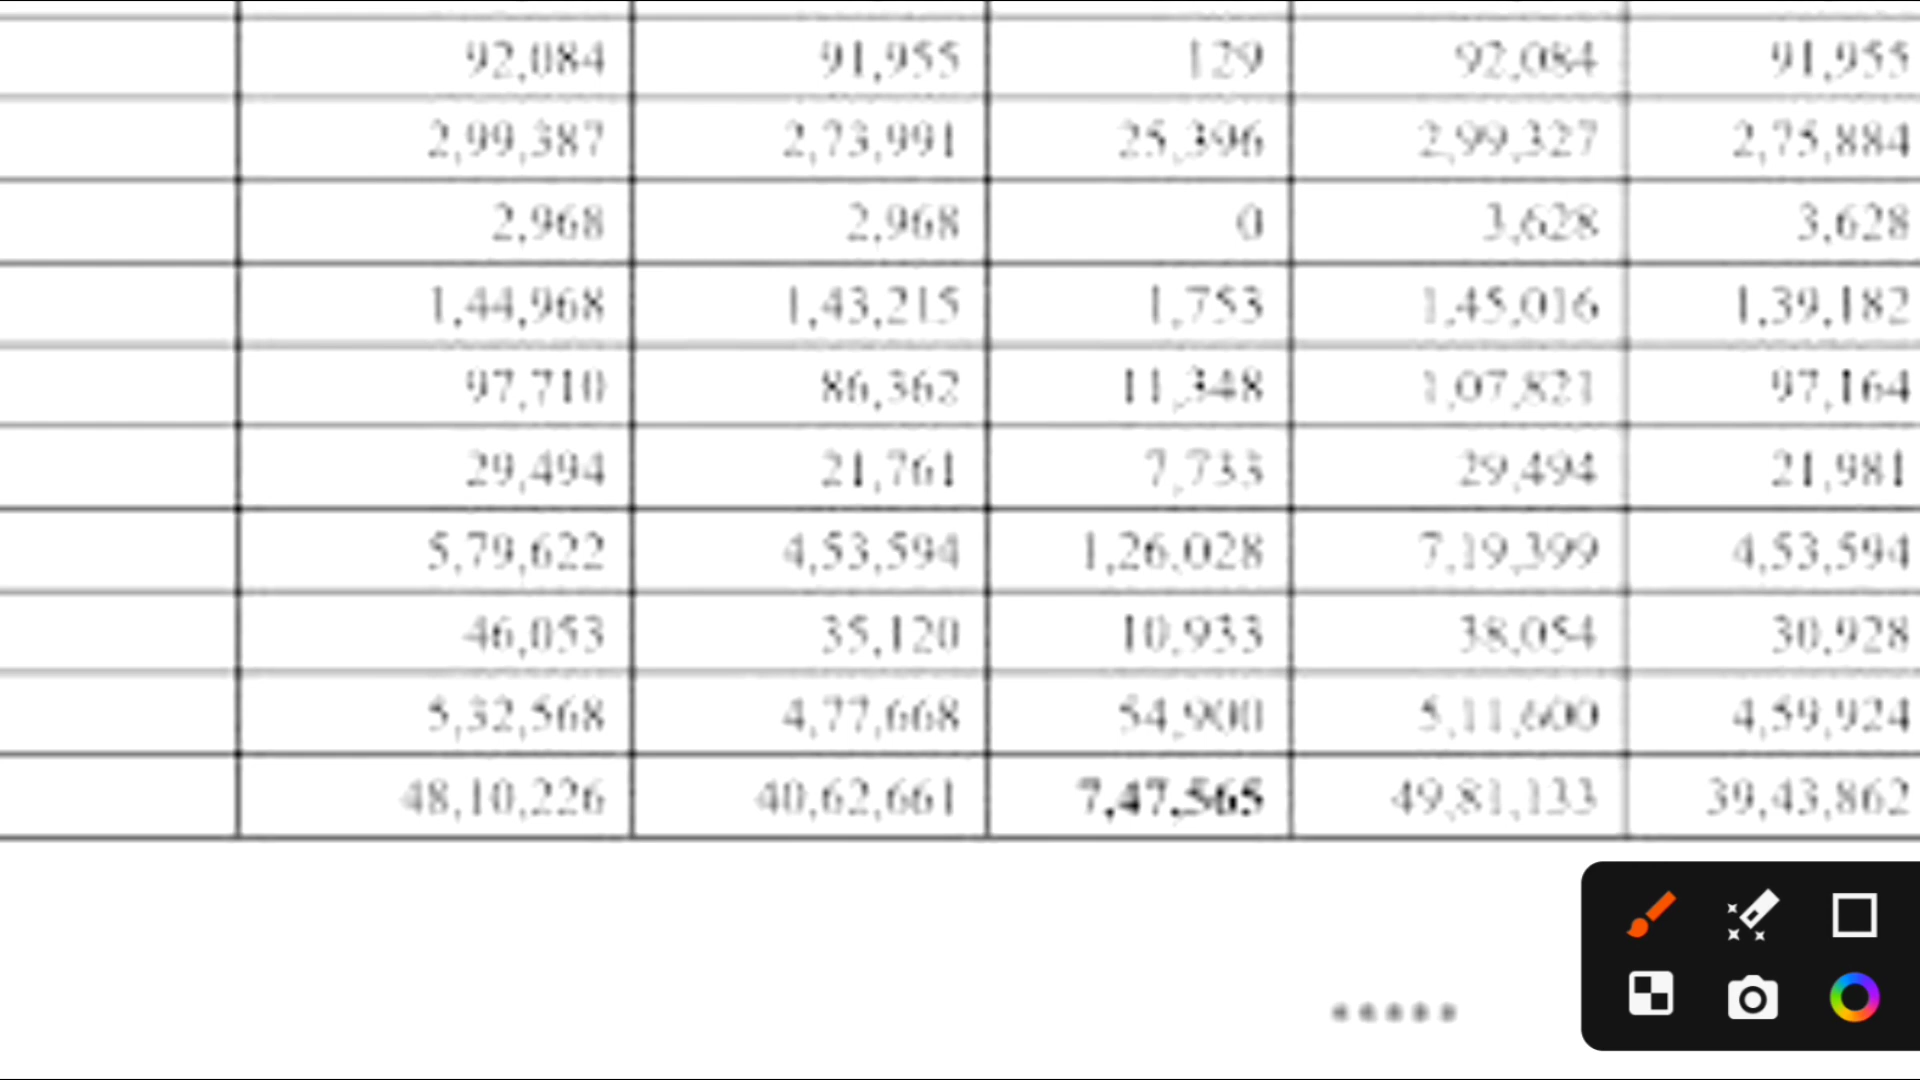 92,084 91,955 129 92,084 91,955
2,99,387 2,73,991 25,396 2,99,327 2,75,884
2,968 2,968 0 3,628 3,628
1,44,968 1,43,215 1,753 1,45,016 1,39,182
97,710 86,362 11,348 1,07,821 97,164
29,494 21,761 7,733 29,494 21,981
5,79,622 4,53,594 1,26,028 7,19,399 4,53,594
46,053 35,120 10,933 38,054 30,928
5,32,568 4,77,668 54,900 5,11,600 4,59,924
48,10,226 40,62,661 7,47,565 49,81,133 39,43,862